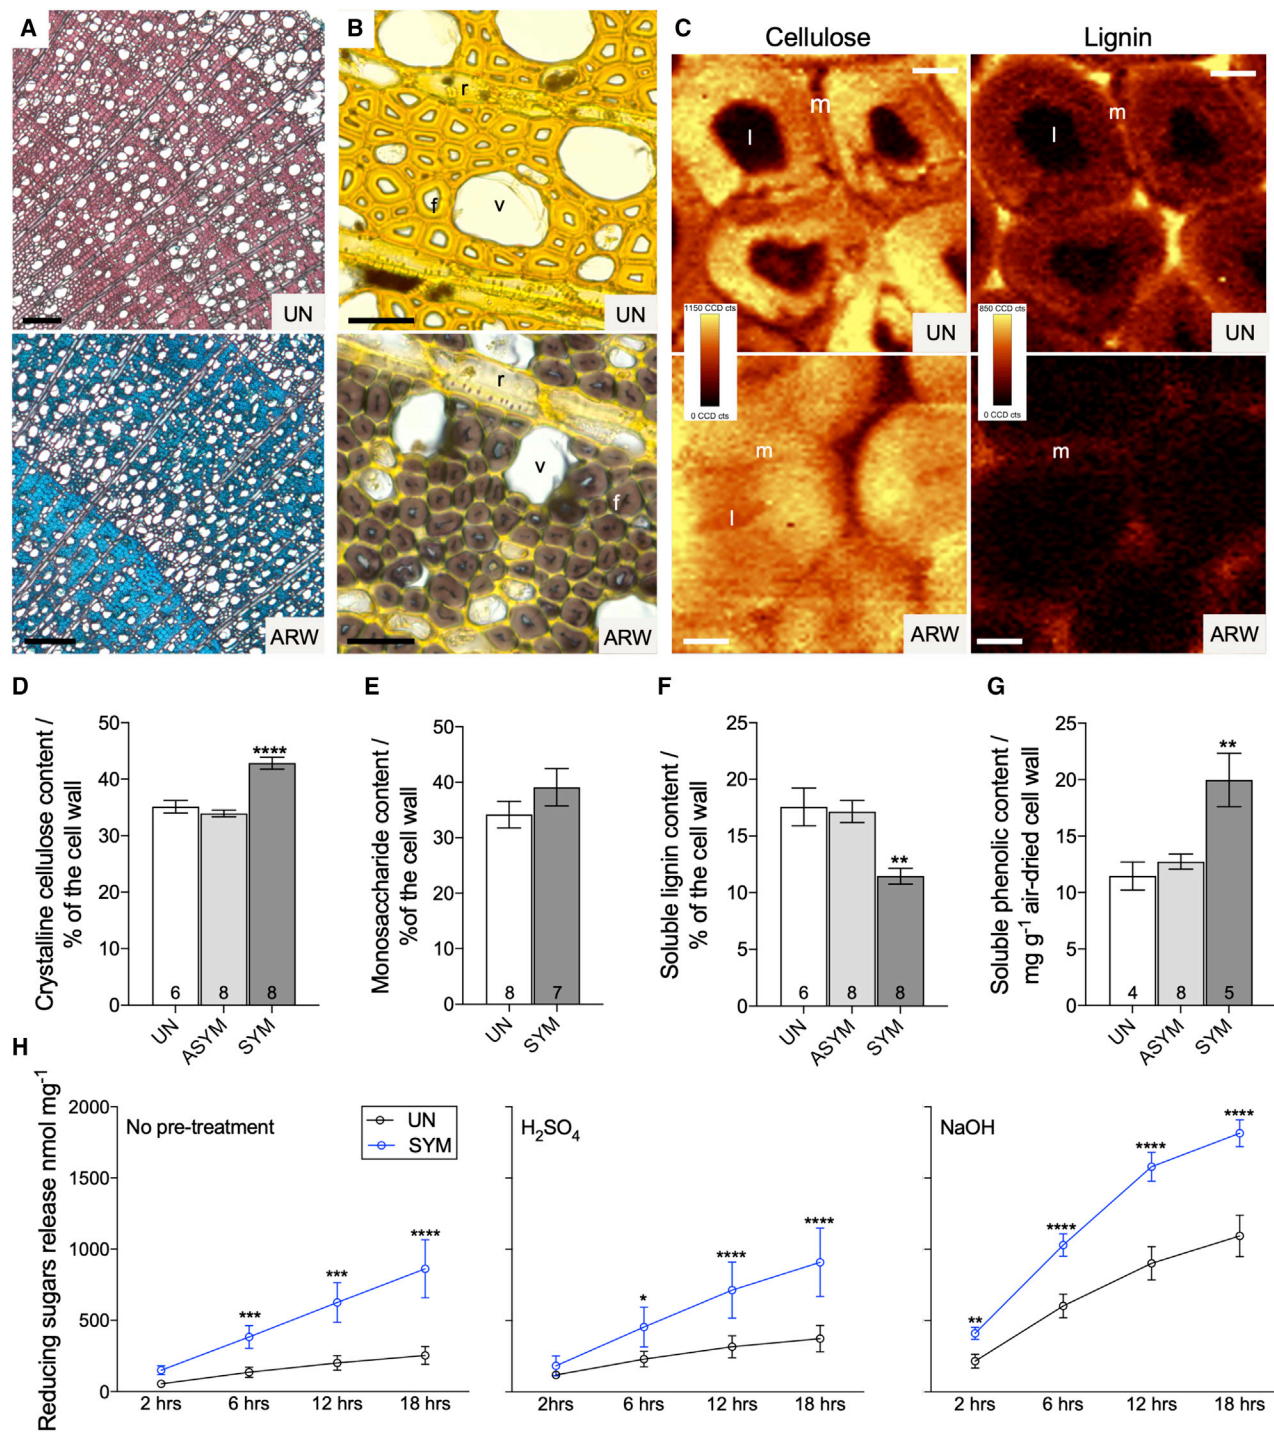 A
UN
ARW
B
r
f
v
UN
r
v
f
ARW
C
Cellulose
Lignin
m
l
UN
m
l
UN
1150 CCD cts
0 CCD cts
850 CCD cts
0 CCD cts
m
l
ARW
m
ARW
D
Crystalline cellulose content /
% of the cell wall
50
40
30
20
10
0
****
6
8
8
UN
ASYM
SYM
E
Monosaccharide content /
%of the cell wall
50
40
30
20
10
0
8
7
UN
SYM
F
Soluble lignin content /
% of the cell wall
25
20
15
10
5
0
**
6
8
8
UN
ASYM
SYM
G
Soluble phenolic content /
mg g⁻¹ air-dried cell wall
25
20
15
10
5
0
**
4
8
5
UN
ASYM
SYM
H
Reducing sugars release nmol mg⁻¹
2000
1500
1000
500
0
No pre-treatment
UN
SYM
***
***
****
2 hrs
6 hrs
12 hrs
18 hrs
H₂SO₄
*
****
****
2hrs
6 hrs
12 hrs
18 hrs
NaOH
**
****
****
****
2 hrs
6 hrs
12 hrs
18 hrs